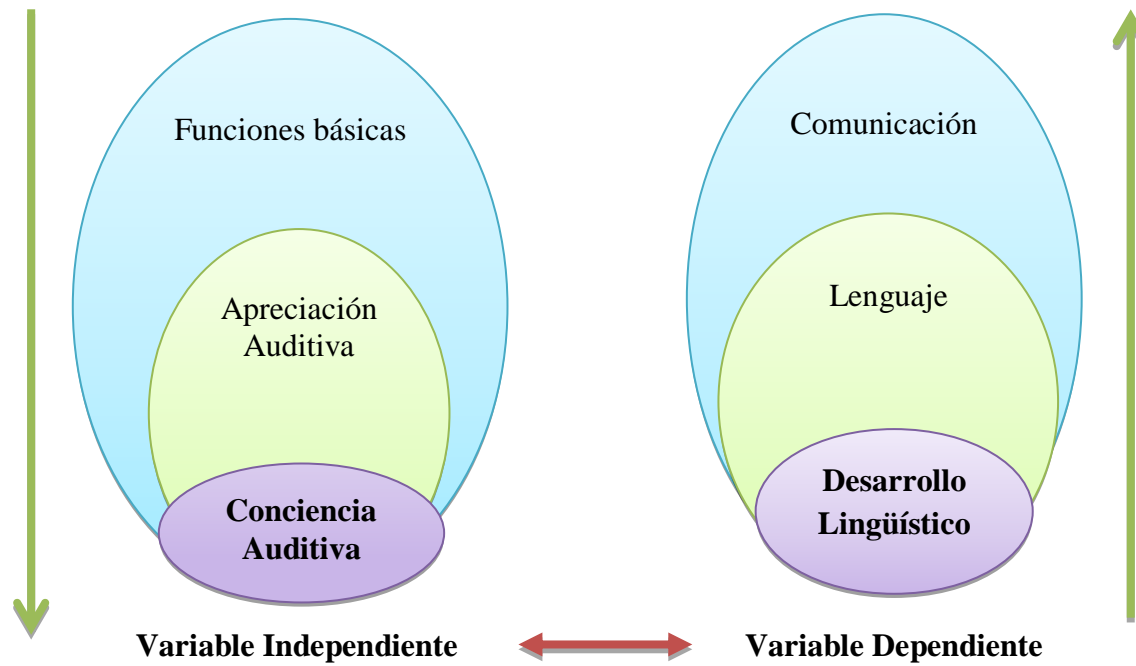 Funciones básicas
Apreciación
Auditiva
Conciencia
Auditiva
Variable Independiente
Comunicación
Lenguaje
Desarrollo
Lingüístico
Variable Dependiente